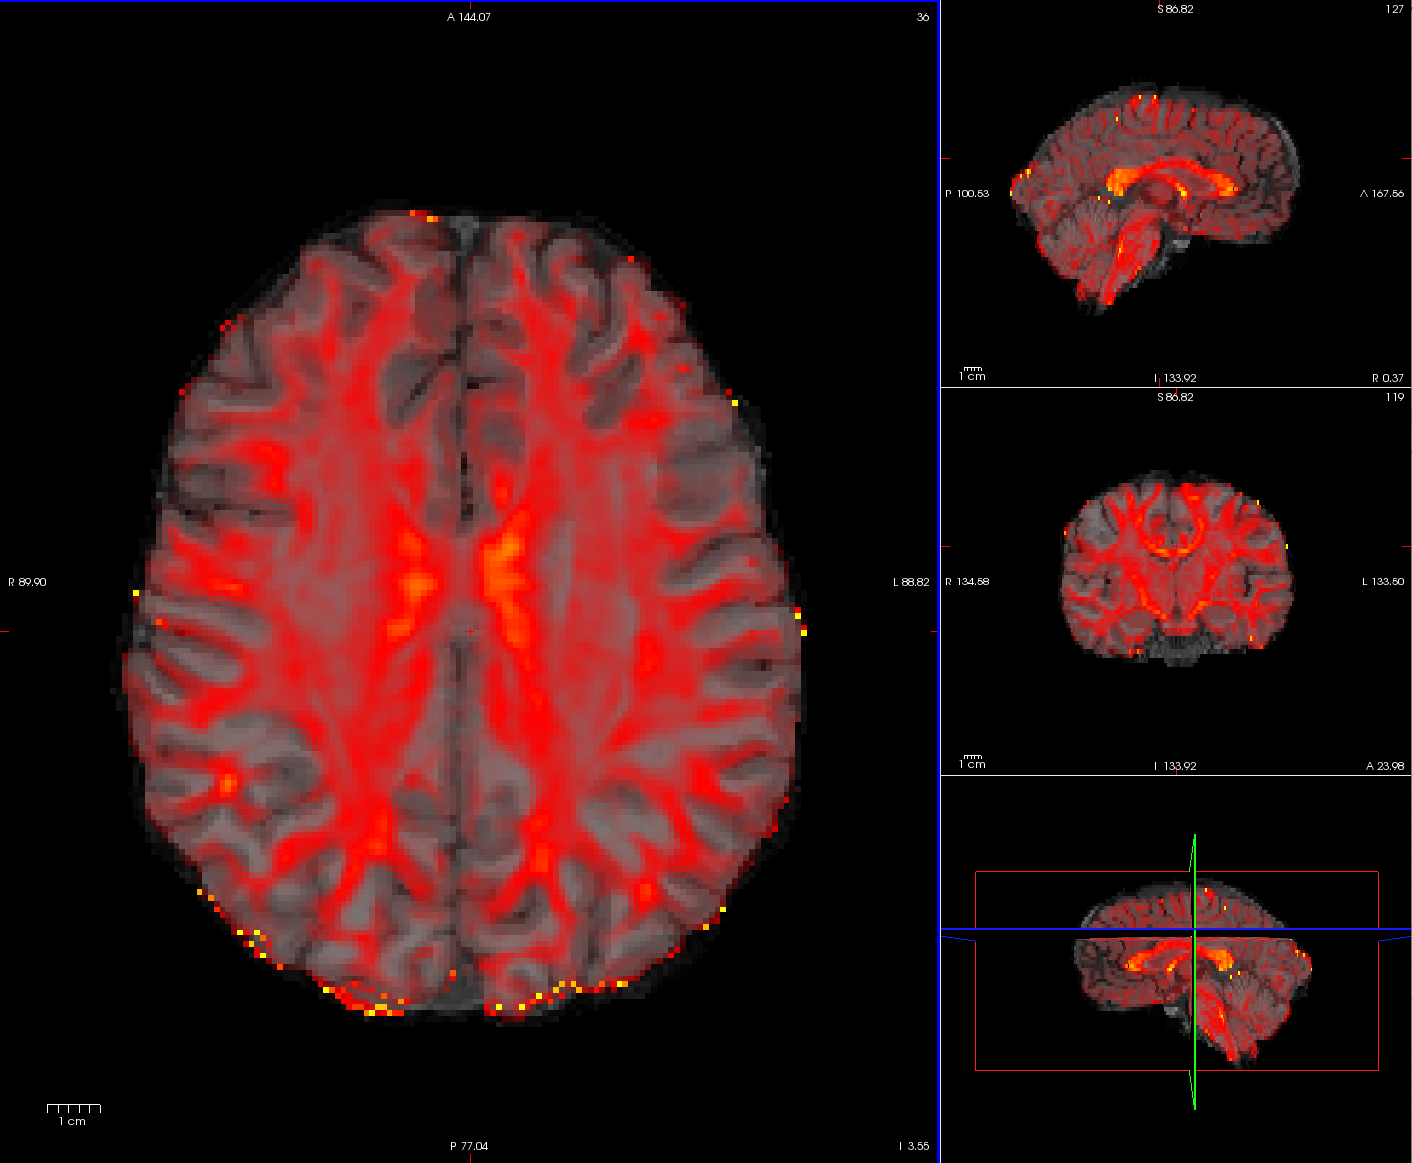 A 144.07
36
R 89.90
L 88.82
1 cm
P 77.04
I 3.55
S 86.82
127
P 100.53
A 167.56
1 cm
I 133.92
R 0.37
S 86.82
119
R 134.58
L 133.50
1 cm
I 133.92
A 23.98